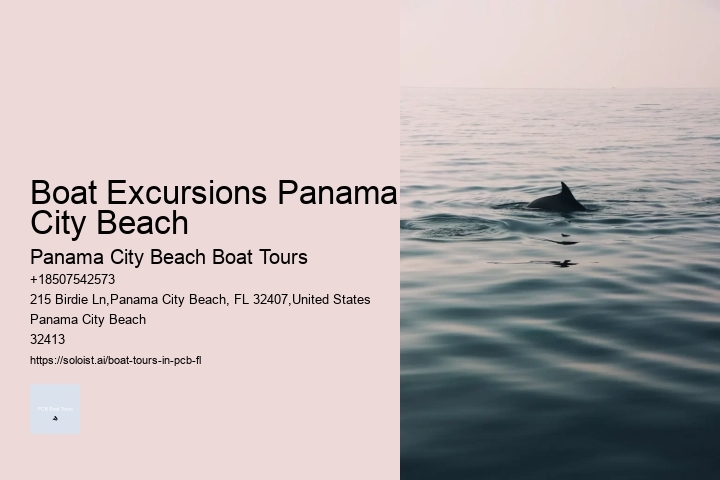 Boat Excursions Panama
City Beach
Panama City Beach Boat Tours
+18507542573
215 Birdie Ln,Panama City Beach, FL 32407,United States
Panama City Beach
32413
https://soloist.ai/boat-tours-in-pcb-fl